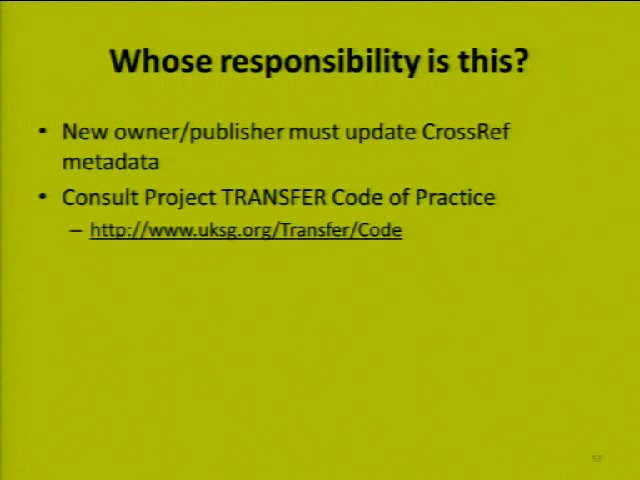 Whose responsibility is this?
• New owner/publisher must update CrossRef
metadata
• Consult Project TRANSFER Code of Practice
– http://www.uksg.org/Transfer/Code